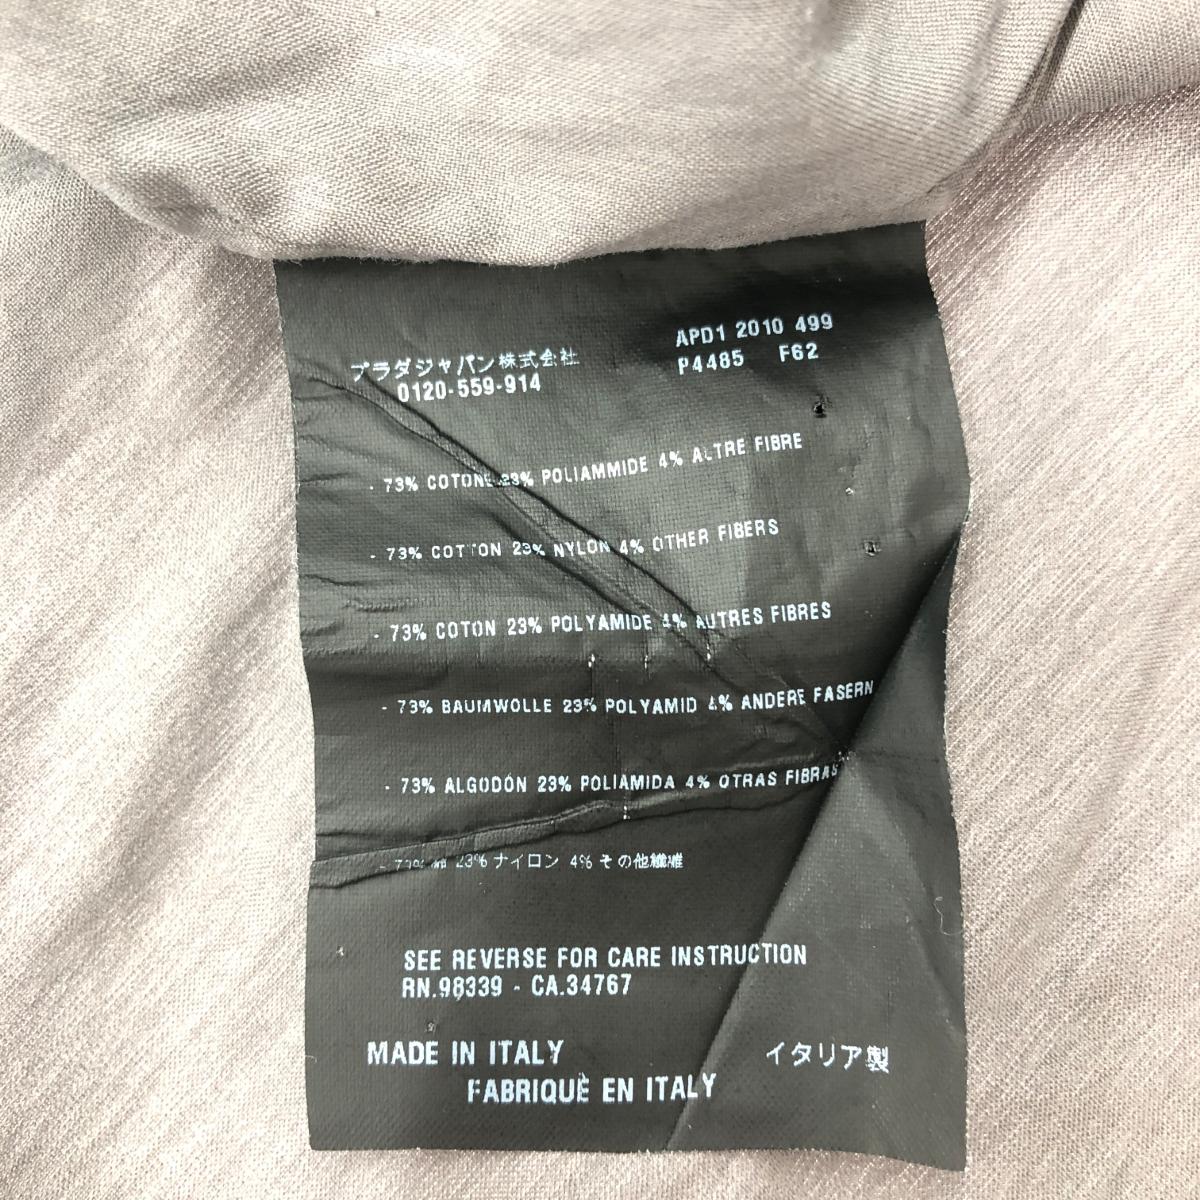 プラダジャパン株式会社
0120-559-914
APD1 2010 499
P4485 F62
- 73% COTONE 23% POLIAMMIDE 4% ALTRE FIBRE
- 73% COTTON 23% NYLON 4% OTHER FIBERS
- 73% COTON 23% POLYAMIDE 4% AUTRES FIBRES
- 73% BAUMWOLLE 23% POLYAMID 4% ANDERE FASERN
- 73% ALGODÓN 23% POLIAMIDA 4% OTRAS FIBRAS
- 73% 綿 23% ナイロン 4% その他繊維
SEE REVERSE FOR CARE INSTRUCTION
RN.98339 - CA.34767
MADE IN ITALY
イタリア製
FABRIQUÈ EN ITALY